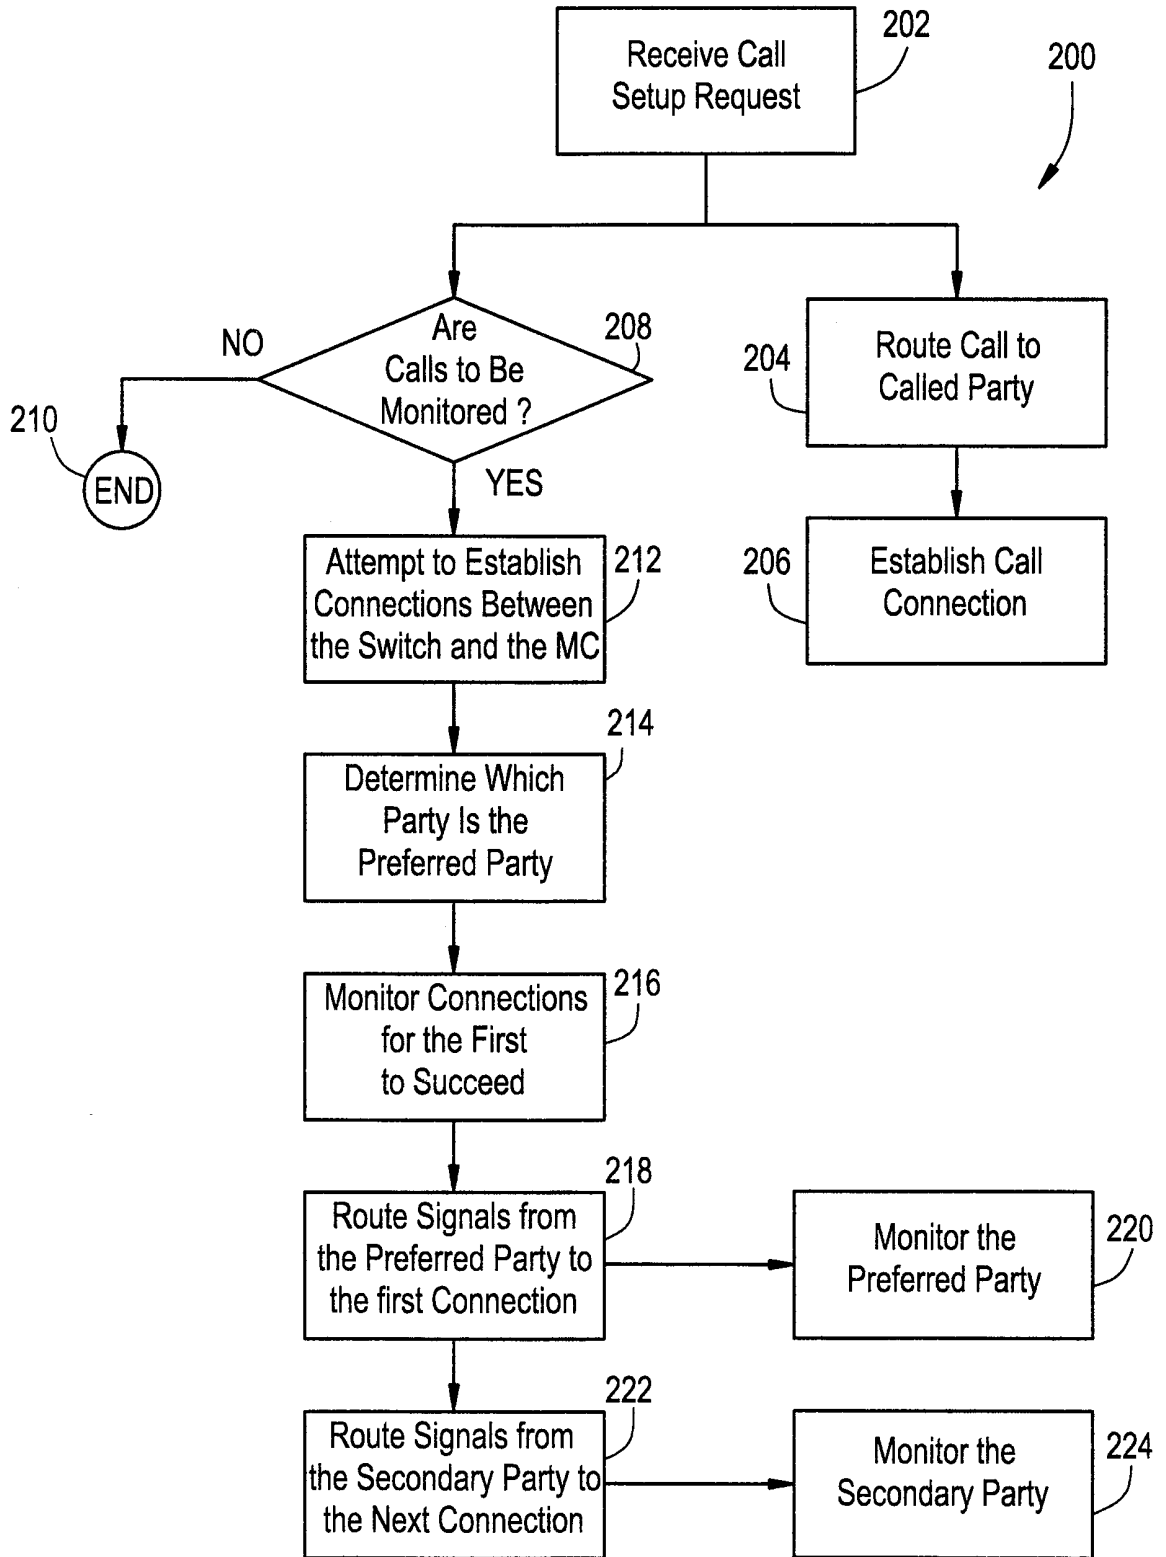 202
Receive Call
Setup Request
200
NO
Are
Calls to Be
Monitored ?
208
204
Route Call to
Called Party
210
END
YES
Attempt to Establish
Connections Between
the Switch and the MC
212
206
Establish Call
Connection
214
Determine Which
Party Is the
Preferred Party
Monitor Connections
for the First
to Succeed
216
218
Route Signals from
the Preferred Party to
the first Connection
Monitor the
Preferred Party
220
222
Route Signals from
the Secondary Party to
the Next Connection
Monitor the
Secondary Party
224